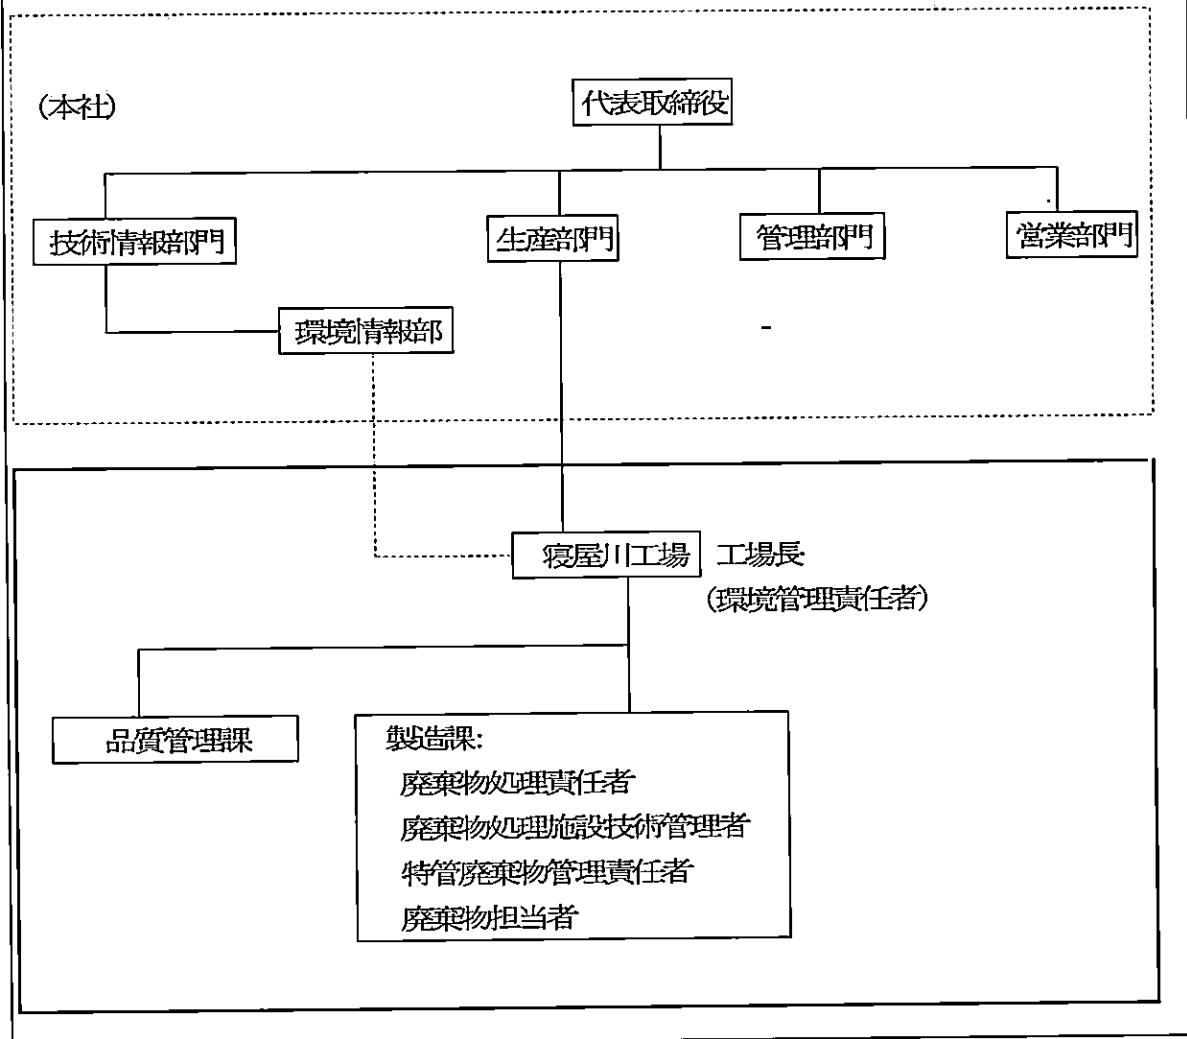 (本社)
代表取締役
技術情報部門
生産部門
管理部門
営業部門
環境情報部
寝屋川工場
工場長
(環境管理責任者)
品質管理課
製造課:
廃棄物処理責任者
廃棄物処理施設技術管理者
特管廃棄物管理責任者
廃棄物担当者